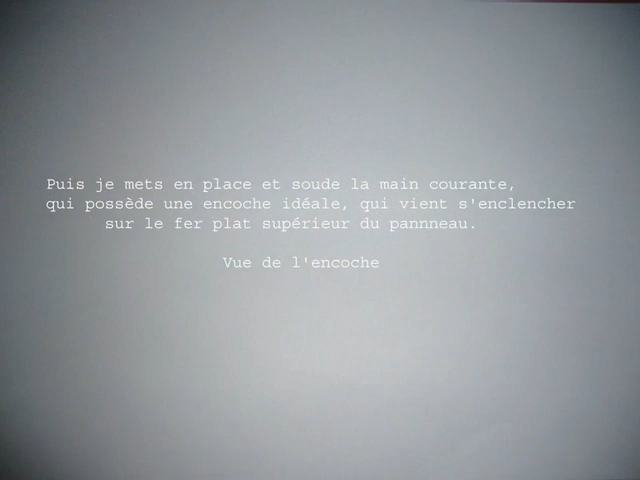 Puis je mets en place et soude la main courante,
qui possède une encoche idéale, qui vient s'enclencher
sur le fer plat supérieur du pannneau.
Vue de l'encoche